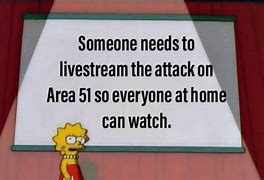 Someone needs to
livestream the attack on
Area 51 so everyone at home
can watch.